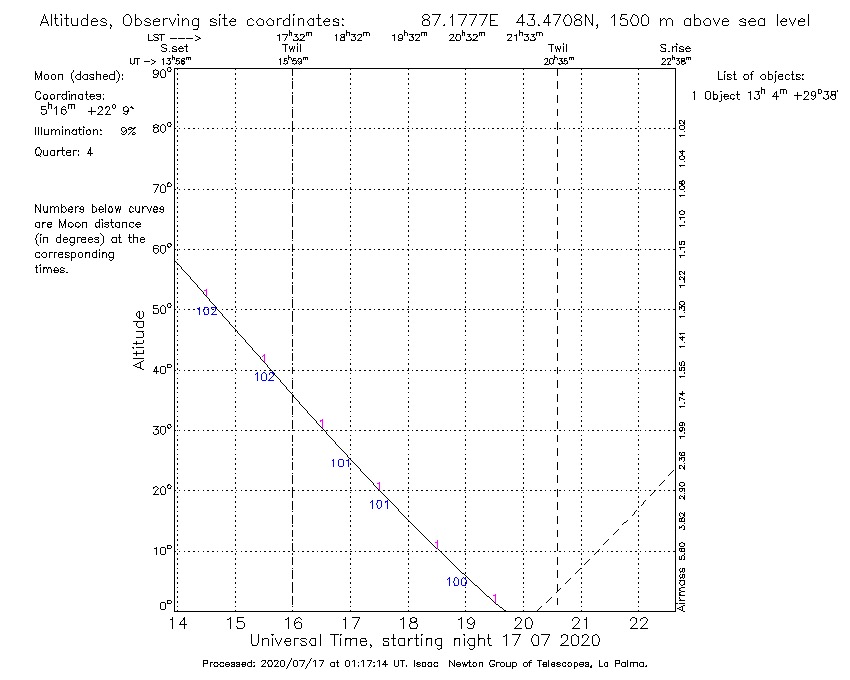 Altitudes, Observing site coordinates: 87.1777E 43.4708N, 1500 m above sea level
LST ---> 17h32m 18h32m 19h32m 20h32m 21h33m
S.set Twil Twil S.rise
UT -> 13h56m 15h59m 20h35m 22h38m
Moon (dashed):
Coordinates:
5h16m +22° 9'
Illumination: 9%
Quarter: 4
Numbers below curves
are Moon distance
(in degrees) at the
corresponding
times.
List of objects:
1 Object 13h 4m +29°38'
90°
80°
70°
60°
50°
40°
30°
20°
10°
0°
Altitude
1
102
1
102
1
101
1
101
1
100
1
1.02
1.04
1.06
1.10
1.15
1.22
1.30
1.41
1.55
1.74
1.99
2.36
2.90
3.82
5.60
Airmass
14 15 16 17 18 19 20 21 22
Universal Time, starting night 17 07 2020
Processed: 2020/07/17 at 01:17:14 UT. Isaac Newton Group of Telescopes, La Palma.